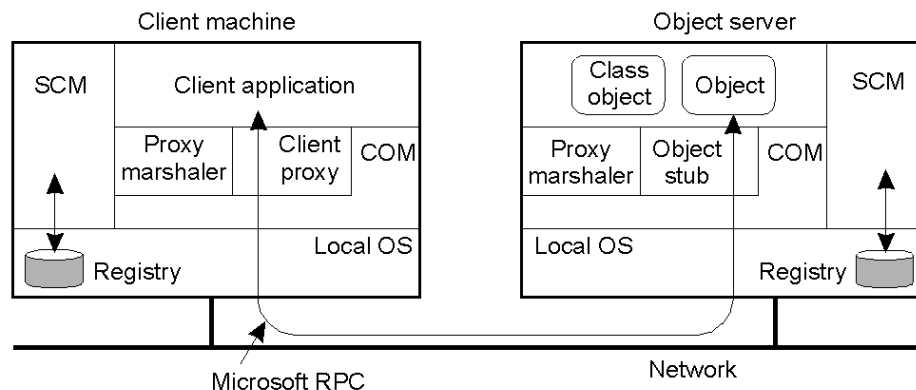 Client machine
Object server
SCM
Client application
Proxy
marshaler
Client
proxy
COM
Local OS
Registry
Class
object
Object
SCM
Proxy
marshaler
Object
stub
COM
Local OS
Registry
Microsoft RPC
Network